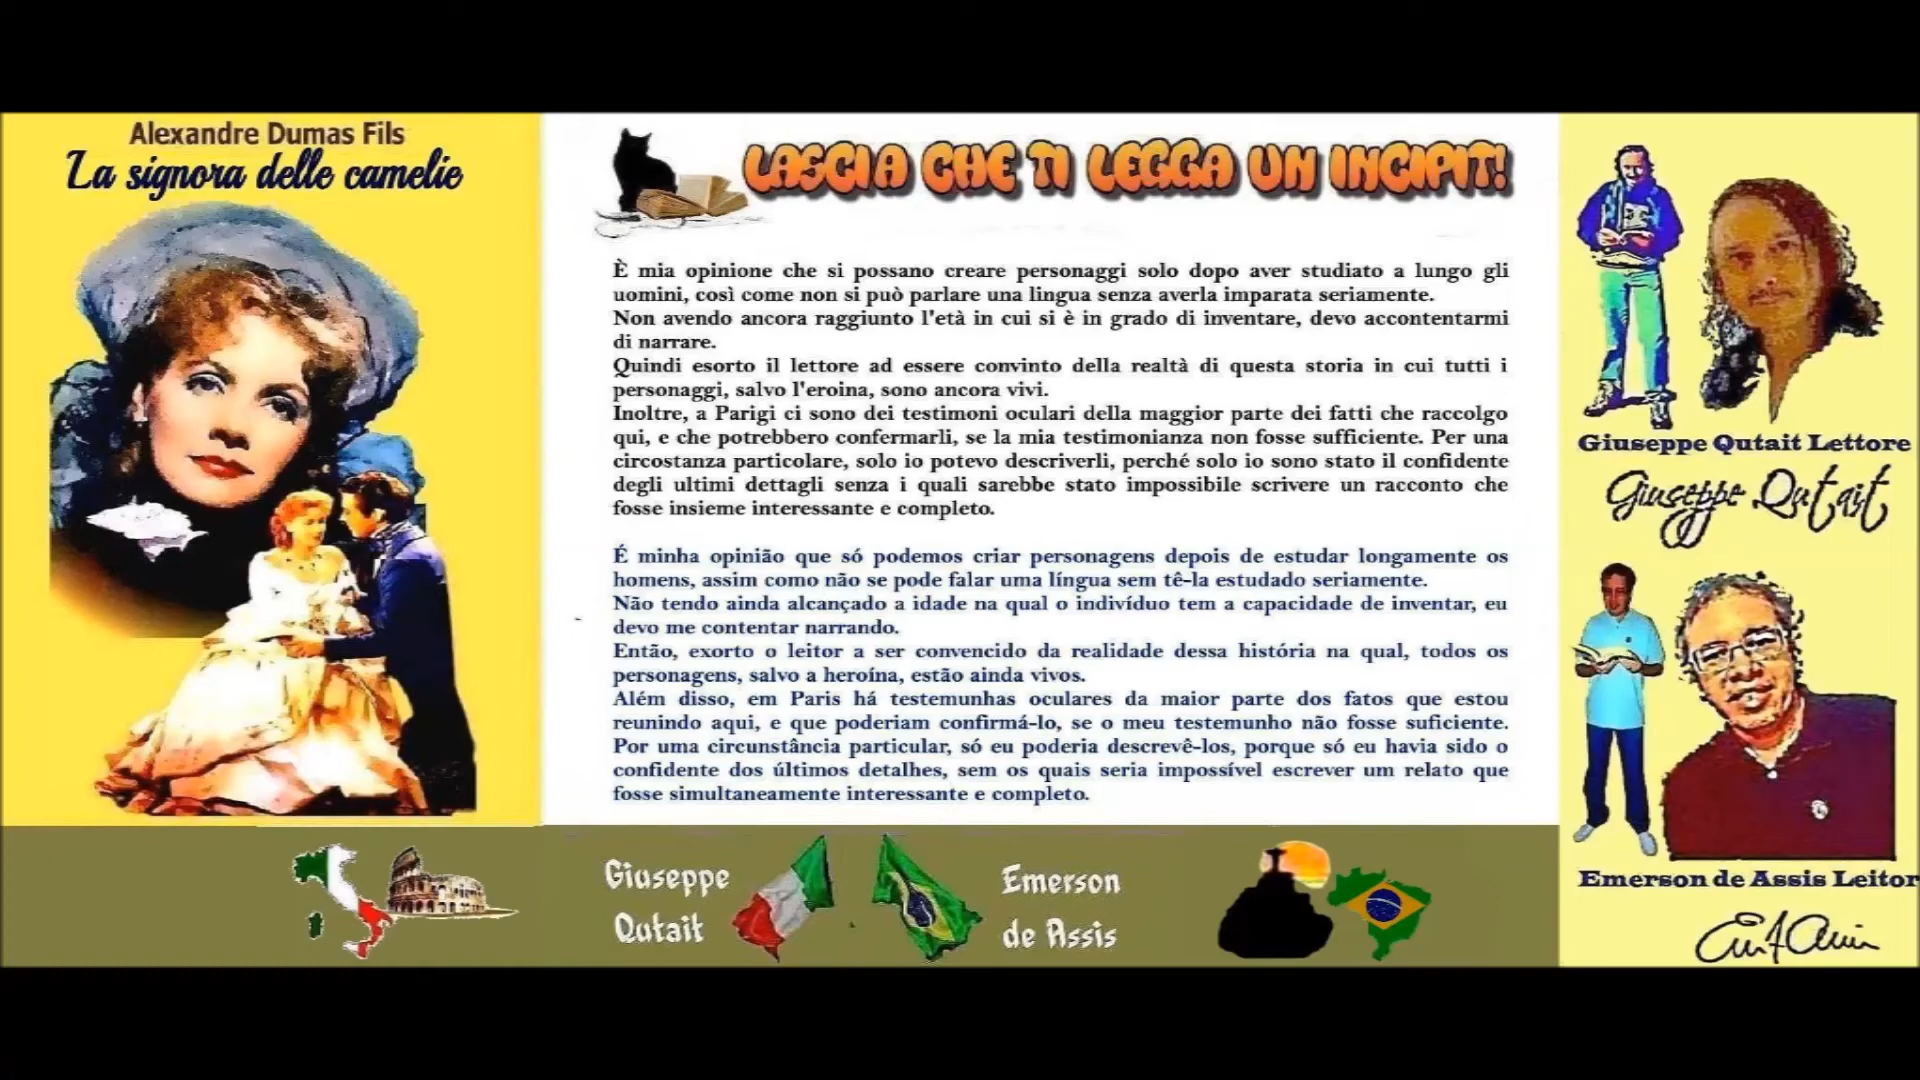 Alexandre Dumas Fils
La signora delle camelie
LASCIA CHE TI LEGGA UN INCIPIT!
È mia opinione che si possano creare personaggi solo dopo aver studiato a lungo gli
uomini, così come non si può parlare una lingua senza averla imparata seriamente.
Non avendo ancora raggiunto l'età in cui si è in grado di inventare, devo accontentarmi
di narrare.
Quindi esorto il lettore ad essere convinto della realtà di questa storia in cui tutti i
personaggi, salvo l'eroina, sono ancora vivi.
Inoltre, a Parigi ci sono dei testimoni oculari della maggior parte dei fatti che raccolgo
qui, e che potrebbero confermarli, se la mia testimonianza non fosse sufficiente. Per una
circostanza particolare, solo io potevo descriverli, perché solo io sono stato il confidente
degli ultimi dettagli senza i quali sarebbe stato impossibile scrivere un racconto che
fosse insieme interessante e completo.
É minha opinião que só podemos criar personagens depois de estudar longamente os
homens, assim como não se pode falar uma língua sem tê-la estudado seriamente.
Não tendo ainda alcançado a idade na qual o indivíduo tem a capacidade de inventar, eu
devo me contentar narrando.
Então, exorto o leitor a ser convencido da realidade dessa história na qual, todos os
personagens, salvo a heroína, estão ainda vivos.
Além disso, em Paris há testemunhas oculares da maior parte dos fatos que estou
reunindo aqui, e que poderiam confirmá-lo, se o meu testemunho não fosse suficiente.
Por uma circunstância particular, só eu poderia descrevê-los, porque só eu havia sido o
confidente dos últimos detalhes, sem os quais seria impossível escrever um relato que
fosse simultaneamente interessante e completo.
Giuseppe Qutait Lettore
Giuseppe Qutait
Emerson de Assis Leitor
Giuseppe
Qutait
Emerson
de Assis